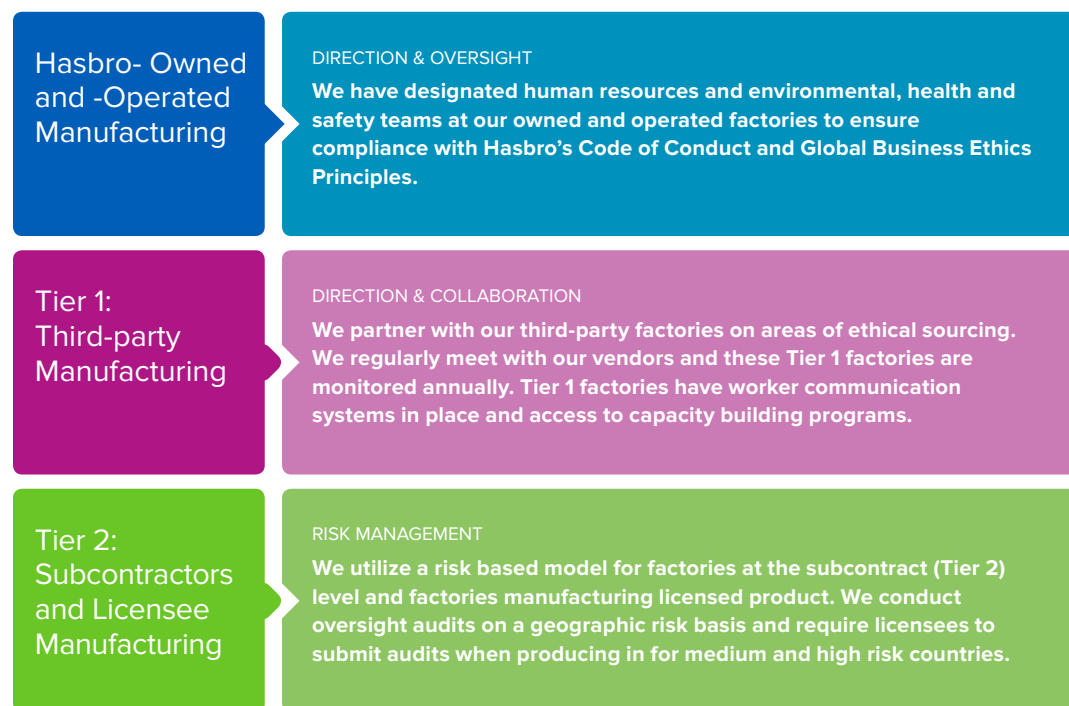 Hasbro- Owned
and -Operated
Manufacturing
DIRECTION & OVERSIGHT
We have designated human resources and environmental, health and
safety teams at our owned and operated factories to ensure
compliance with Hasbro's Code of Conduct and Global Business Ethics
Principles.
Tier 1:
Third-party
Manufacturing
DIRECTION & COLLABORATION
We partner with our third-party factories on areas of ethical sourcing.
We regularly meet with our vendors and these Tier 1 factories are
monitored annually. Tier 1 factories have worker communication
systems in place and access to capacity building programs.
Tier 2:
Subcontractors
and Licensee
Manufacturing
RISK MANAGEMENT
We utilize a risk based model for factories at the subcontract (Tier 2)
level and factories manufacturing licensed product. We conduct
oversight audits on a geographic risk basis and require licensees to
submit audits when producing in for medium and high risk countries.